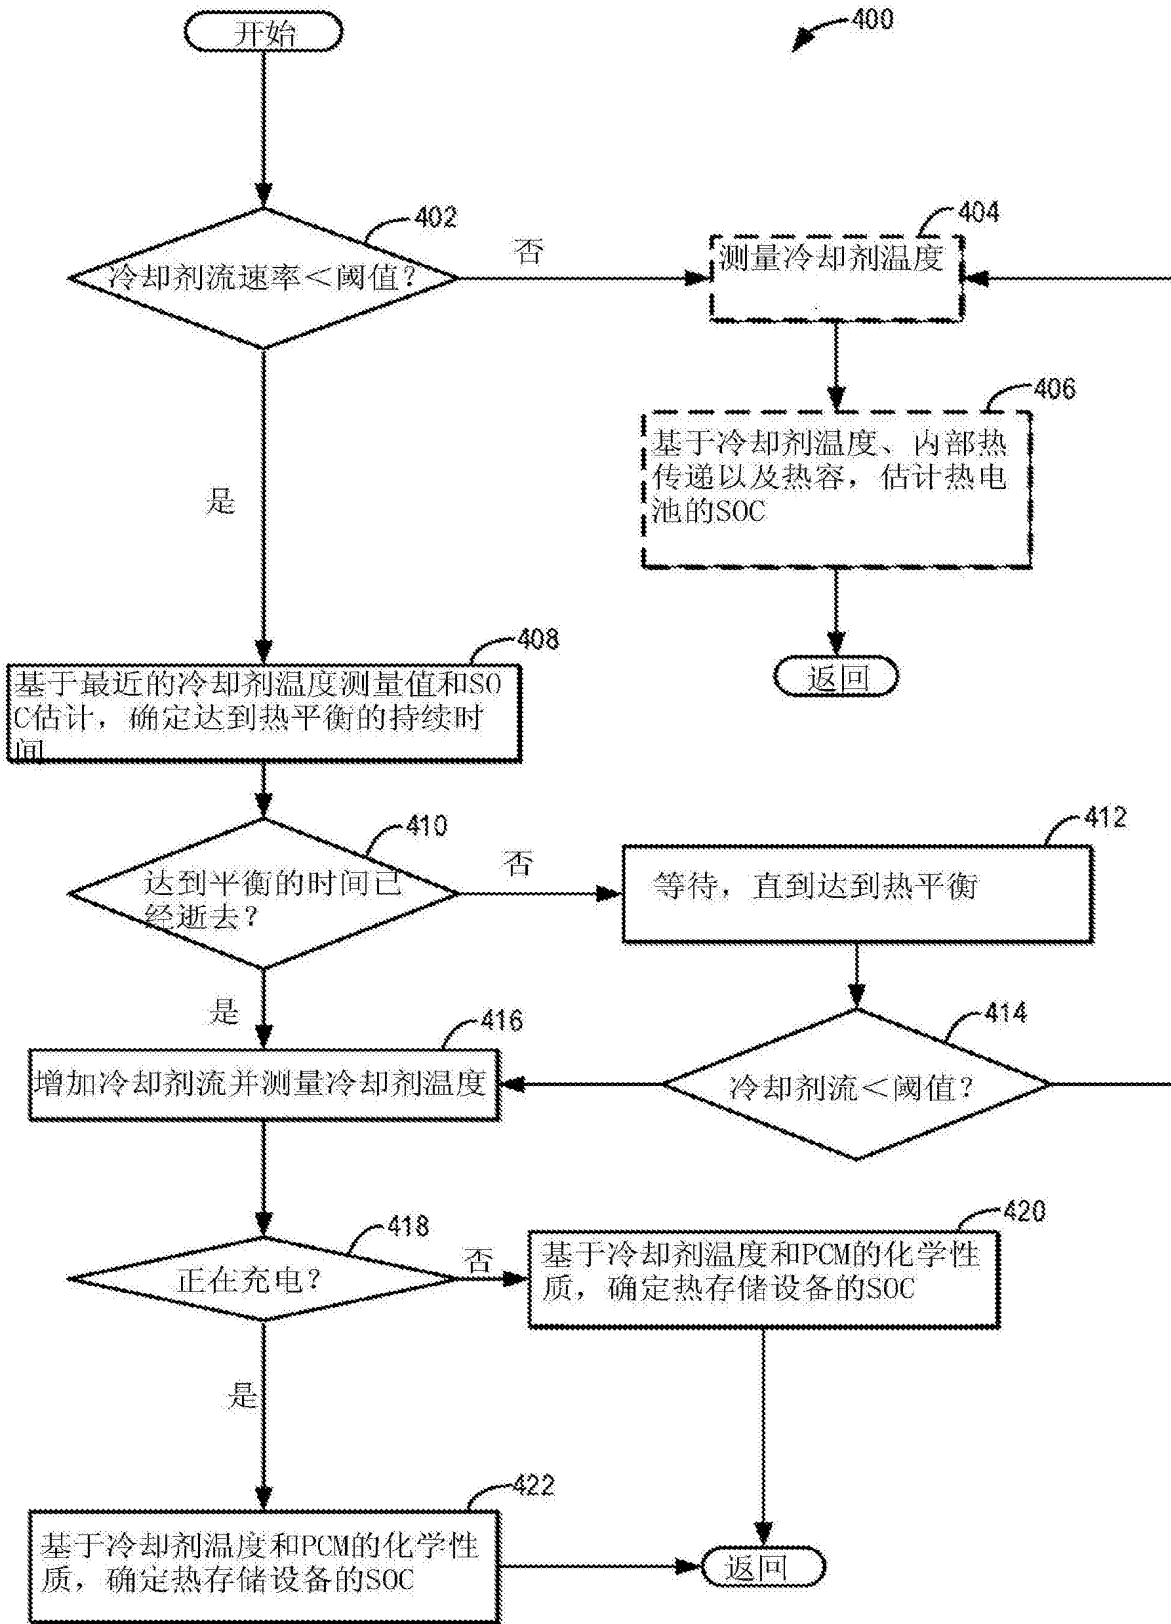 开始
400
402
冷却剂流速率＜阈值？
否
404
测量冷却剂温度
406
基于冷却剂温度、内部热
传递以及热容，估计热电
池的SOC
是
返回
408
基于最近的冷却剂温度测量值和SO
C估计，确定达到热平衡的持续时
间
410
达到平衡的时间已
经逝去？
否
412
等待，直到达到热平衡
是
414
冷却剂流＜阈值？
416
增加冷却剂流并测量冷却剂温度
418
正在充电？
否
420
基于冷却剂温度和PCM的化学性
质，确定热存储设备的SOC
是
422
基于冷却剂温度和PCM的化学性
质，确定热存储设备的SOC
返回